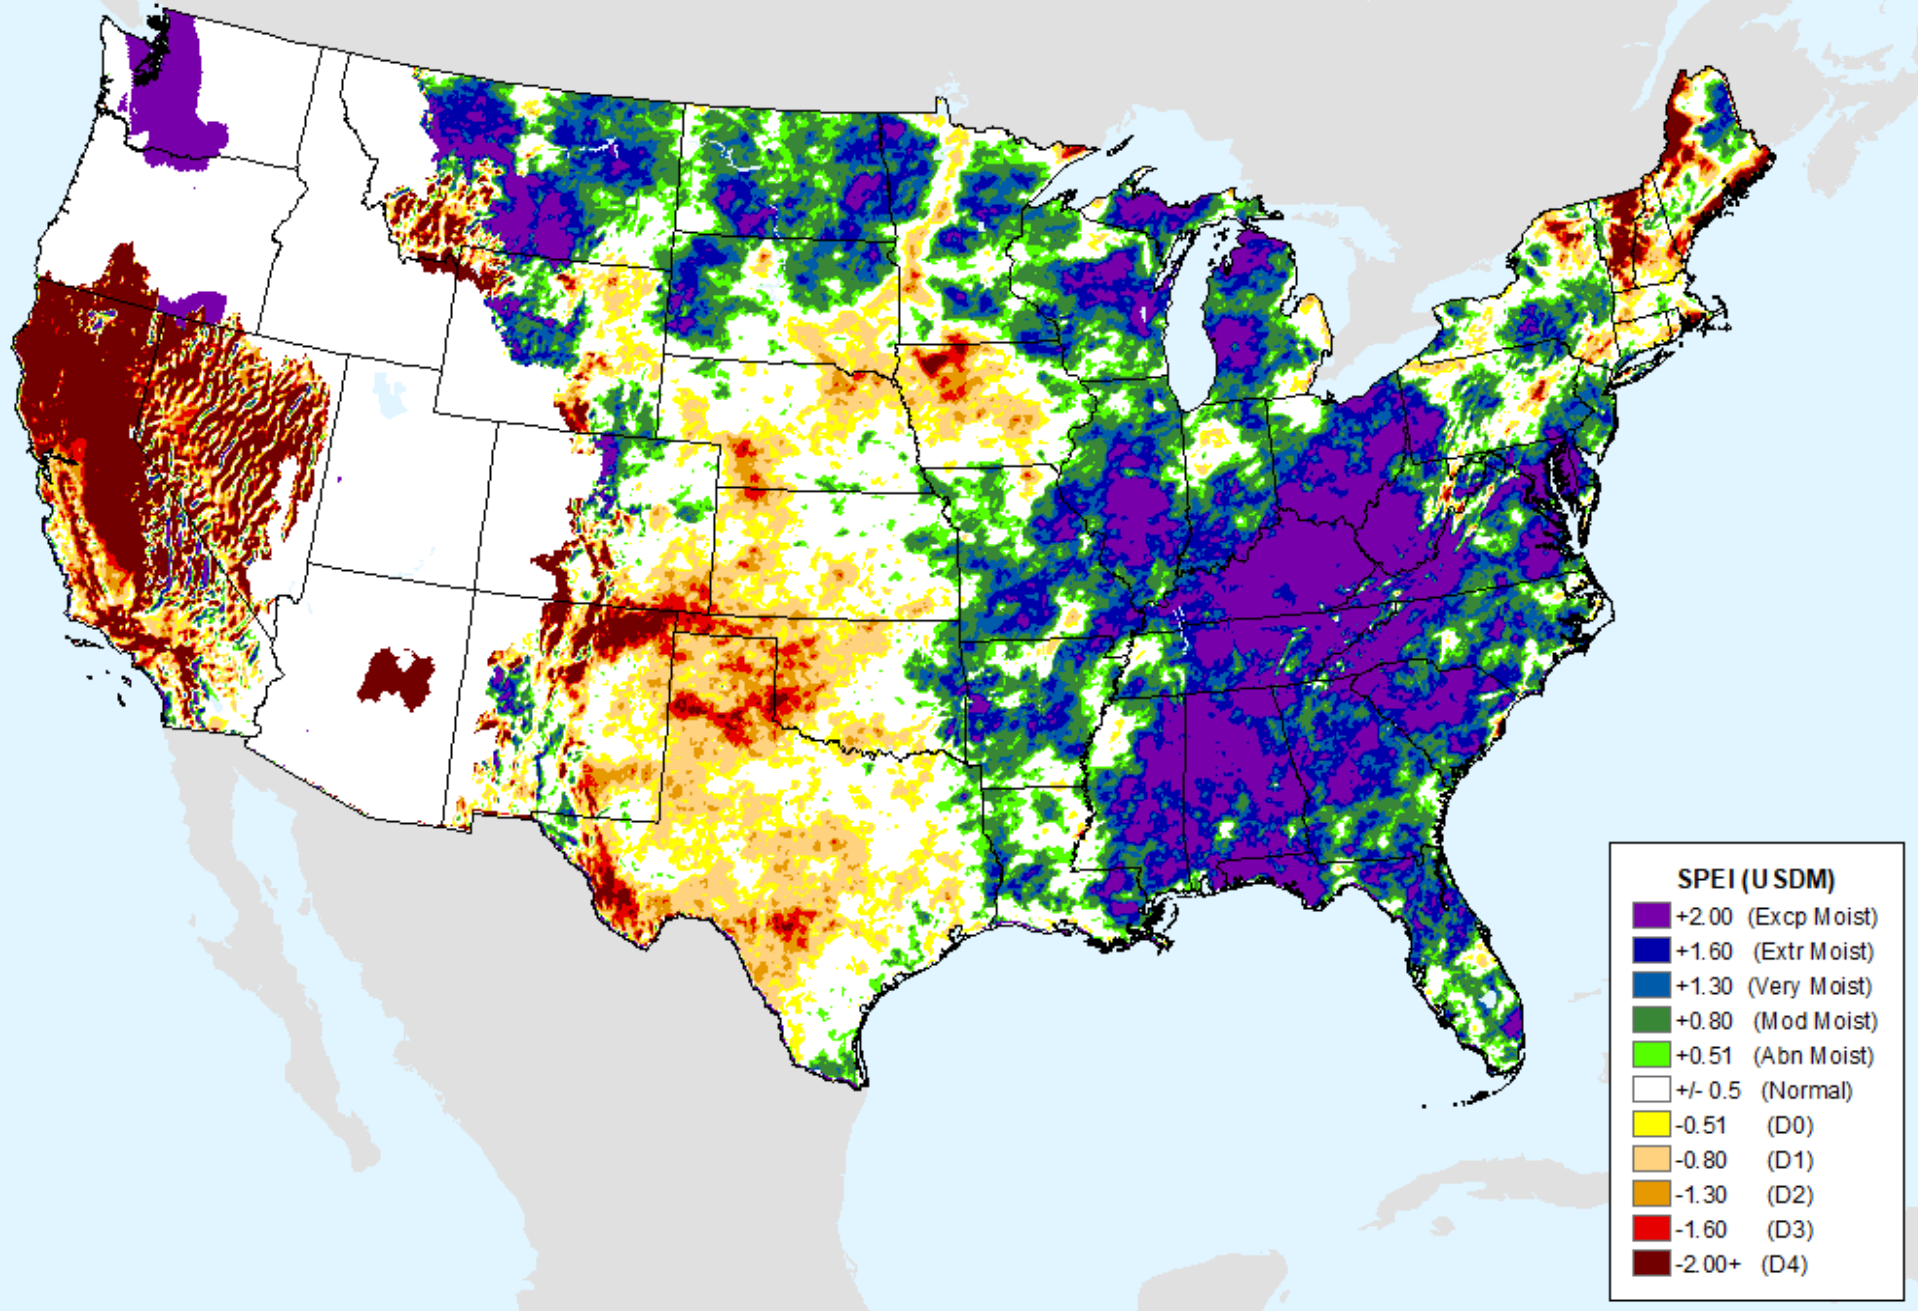 SPEI (USDM)
+2.00 (Excp Moist)
+1.60 (Extr Moist)
+1.30 (Very Moist)
+0.80 (Mod Moist)
+0.51 (Abn Moist)
+/- 0.5 (Normal)
-0.51 (D0)
-0.80 (D1)
-1.30 (D2)
-1.60 (D3)
-2.00+ (D4)